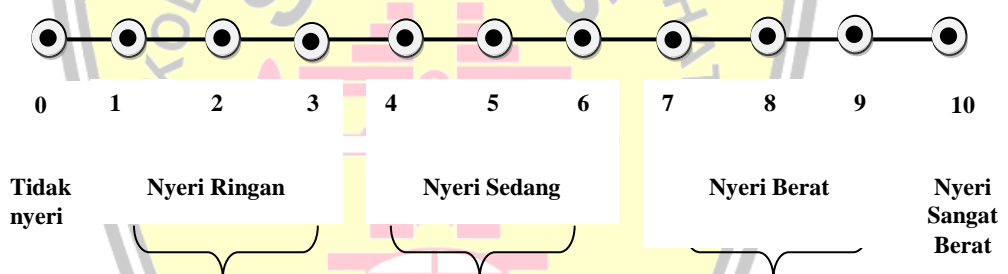 0 1 2 3 4 5 6 7 8 9 10
Tidak nyeri
Nyeri Ringan
Nyeri Sedang
Nyeri Berat
Nyeri Sangat Berat